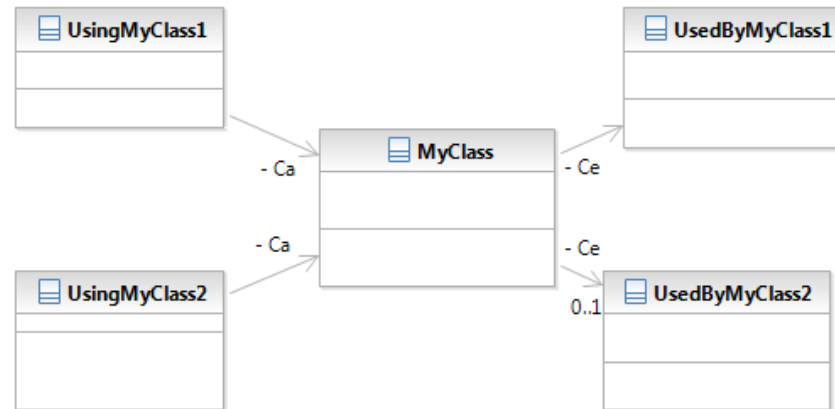 UsingMyClass1
UsedByMyClass1
MyClass
- Ca
- Ce
- Ca
- Ce
UsingMyClass2
UsedByMyClass2
0..1